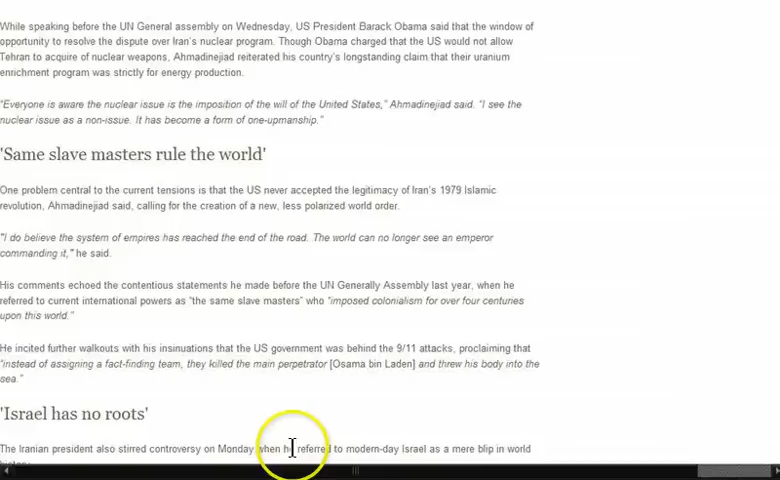 While speaking before the UN General assembly on Wednesday, US President Barack Obama said that the window of
opportunity to resolve the dispute over Iran's nuclear program. Though Obama charged that the US would not allow
Tehran to acquire of nuclear weapons, Ahmadinejiad reiterated his country's longstanding claim that their uranium
enrichment program was strictly for energy production.
"Everyone is aware the nuclear issue is the imposition of the will of the United States," Ahmadinejiad said. "I see the
nuclear issue as a non-issue. It has become a form of one-upmanship."
'Same slave masters rule the world'
One problem central to the current tensions is that the US never accepted the legitimacy of Iran's 1979 Islamic
revolution, Ahmadinejiad said, calling for the creation of a new, less polarized world order.
"I do believe the system of empires has reached the end of the road. The world can no longer see an emperor
commanding it," he said.
His comments echoed the contentious statements he made before the UN Generally Assembly last year, when he
referred to current international powers as "the same slave masters" who "imposed colonialism for over four centuries
upon this world."
He incited further walkouts with his insinuations that the US government was behind the 9/11 attacks, proclaiming that
"instead of assigning a fact-finding team, they killed the main perpetrator [Osama bin Laden] and threw his body into the
sea."
'Israel has no roots'
The Iranian president also stirred controversy on Monday when he referred to modern-day Israel as a mere blip in world